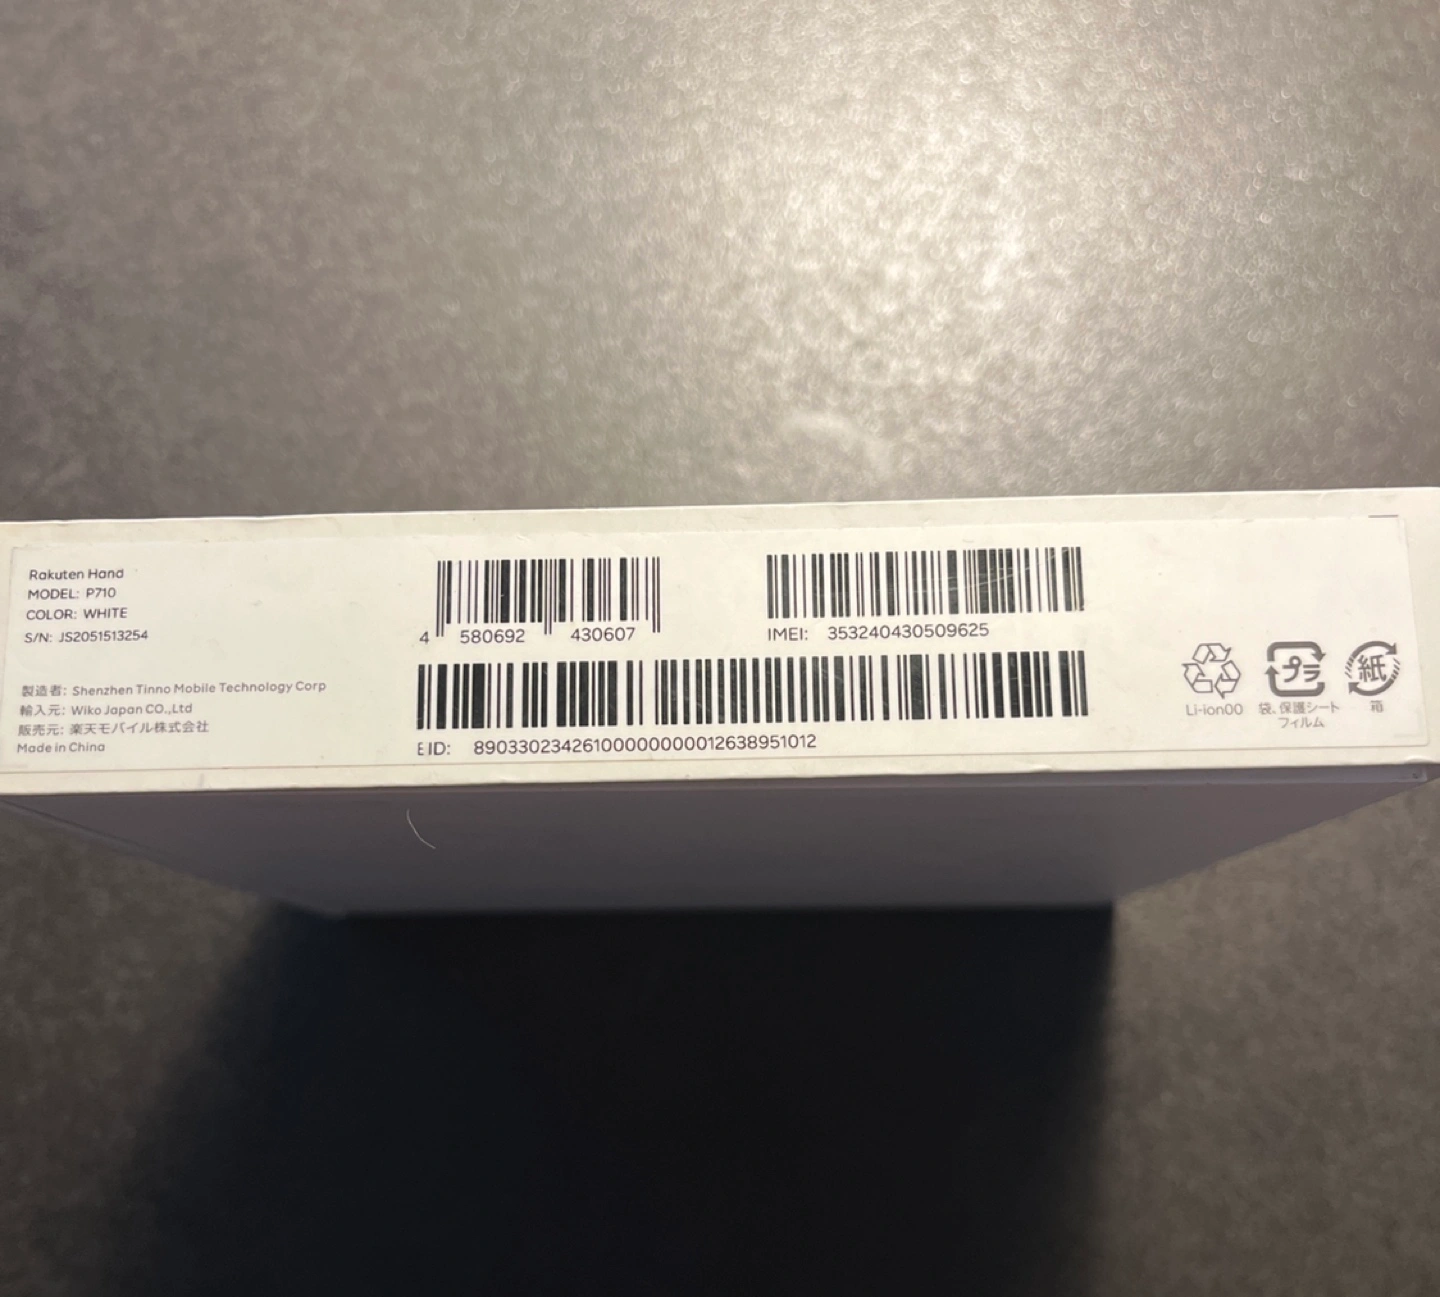 Rakuten Hand
MODEL: P710
COLOR: WHITE
S/N: JS2051513254
製造者: Shenzhen Tinno Mobile Technology Corp
輸入元: Wiko Japan CO.,Ltd
販売元: 楽天モバイル株式会社
Made in China
4 580692 430607
IMEI: 353240430509625
EID: 89033023426100000000012638951012
Li-ion00
プラ
袋、保護シート
フィルム
紙
箱